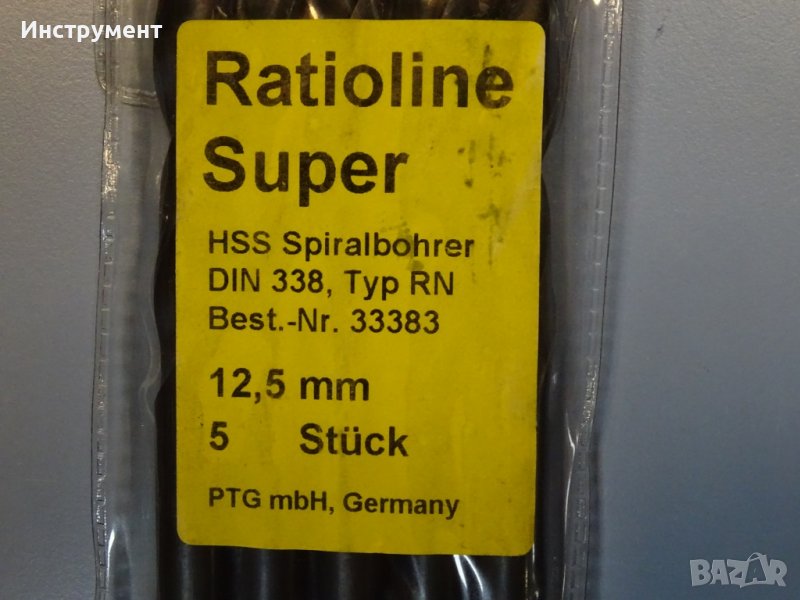 Инструмент
Ratioline
Super
HSS Spiralbohrer
DIN 338, Typ RN
Best.-Nr. 33383
12,5 mm
5 Stück
PTG mbH, Germany
BAZAR